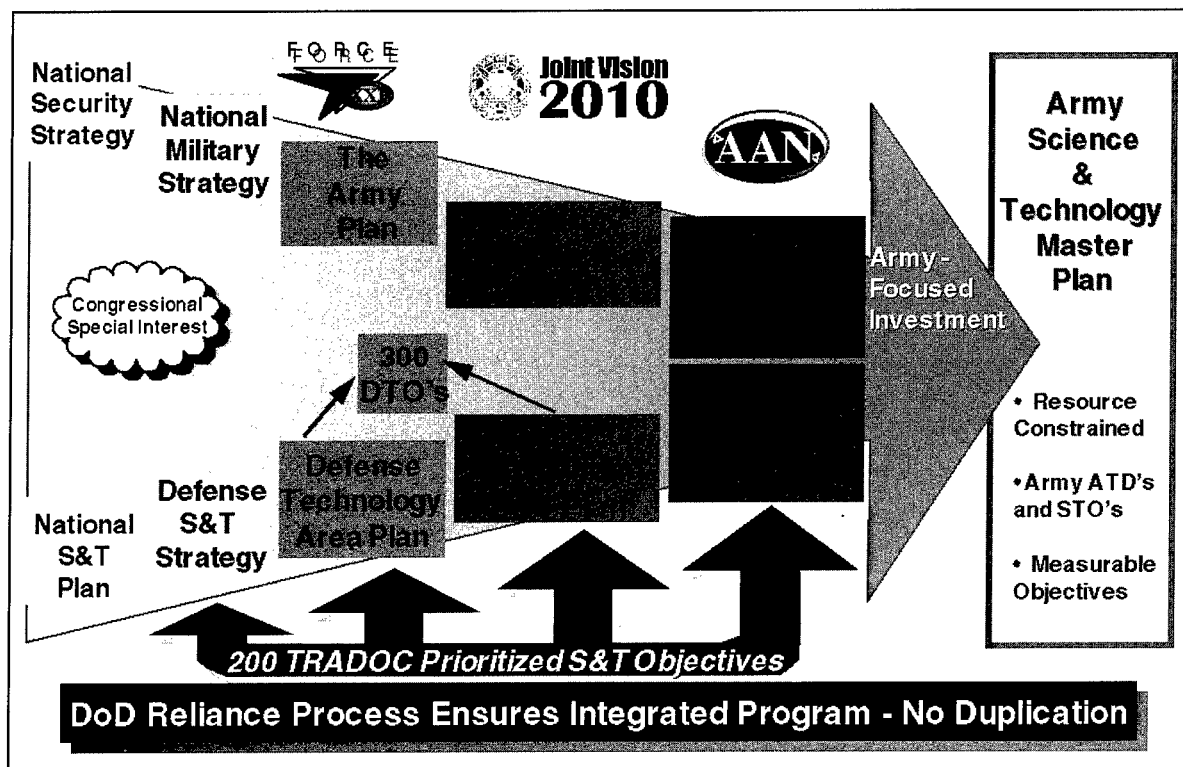 National
Security
Strategy
National
Military
Strategy
FORCE
XXI
Joint Vision
2010
AAN
The
Army
Plan
Congressional
Special Interest
300
DTO's
Defense
Technology
Area Plan
Defense
S&T
Strategy
National
S&T
Plan
Army -
Focused
Investment
Army
Science
&
Technology
Master
Plan
• Resource
Constrained
•Army ATD's
and STO's
• Measurable
Objectives
200 TRADOC Prioritized S&T Objectives
DoD Reliance Process Ensures Integrated Program - No Duplication